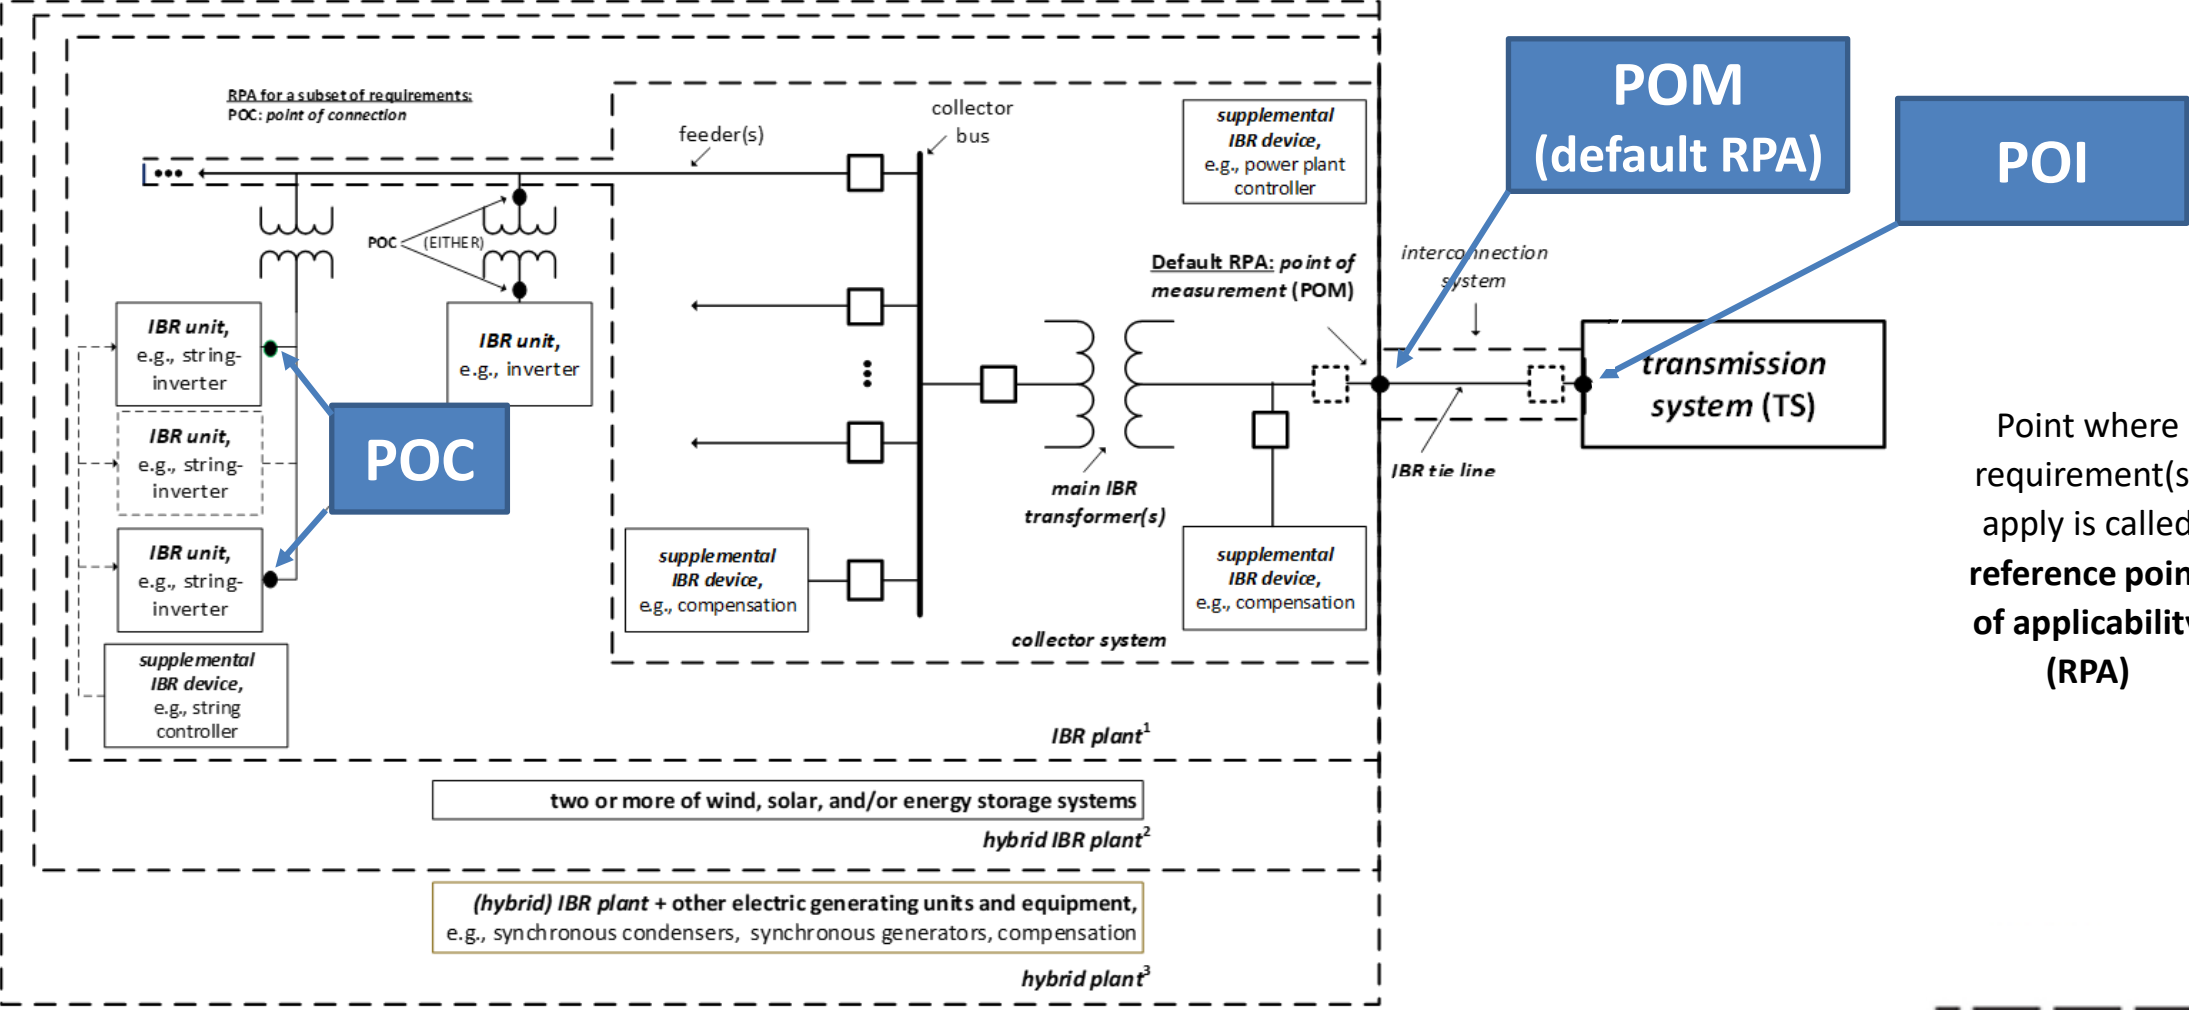 RPA for a subset of requirements:
POC: point of connection
feeder(s)
collector
bus
supplemental
IBR device,
e.g., power plant
controller
POM
(default RPA)
POI
POC
(EITHER)
Default RPA: point of
measurement (POM)
interconnection
system
IBR unit,
e.g., string-
inverter
IBR unit,
e.g., inverter
transmission
system (TS)
IBR unit,
e.g., string-
inverter
POC
IBR tie line
main IBR
transformer(s)
Point where
requirement(s
apply is called
reference poin
of applicability
(RPA)
IBR unit,
e.g., string-
inverter
supplemental
IBR device,
e.g., compensation
supplemental
IBR device,
e.g., compensation
collector system
supplemental
IBR device,
e.g., string
controller
IBR plant1
two or more of wind, solar, and/or energy storage systems
hybrid IBR plant2
(hybrid) IBR plant + other electric generating units and equipment,
e.g., synchronous condensers, synchronous generators, compensation
hybrid plant3